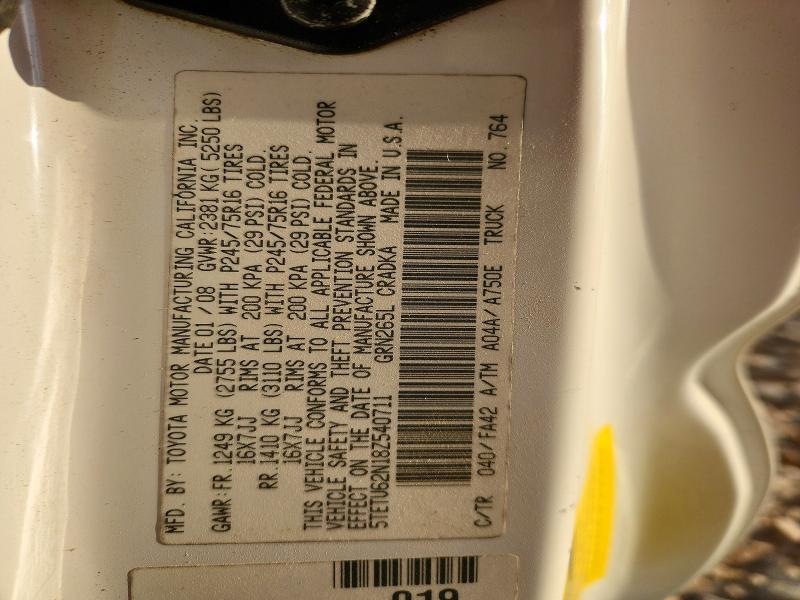 MFD. BY: TOYOTA MOTOR MANUFACTURING CALIFORNIA INC.
DATE 01 / 08 GVWR:2381 KG( 5250 LBS)
GAWR:FR. 1249 KG (2755 LBS) WITH P245/75R16 TIRES
16X7JJ RIMS AT 200 KPA (29 PSI) COLD.
RR. 1410 KG (3110 LBS) WITH P245/75R16 TIRES
16X7JJ RIMS AT 200 KPA (29 PSI) COLD.
THIS VEHICLE CONFORMS TO ALL APPLICABLE FEDERAL MOTOR
VEHICLE SAFETY AND THEFT PREVENTION STANDARDS IN
EFFECT ON THE DATE OF MANUFACTURE SHOWN ABOVE.
5TETU62N18Z540711 GRN265L CRADKA MADE IN U.S.A.
C/TR 040/FA42 A/TM A04A/A750E TRUCK NO 764